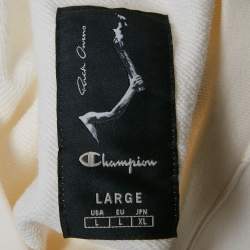 Rick Owens
Champion
LARGE
USA EU JPN
L L XL